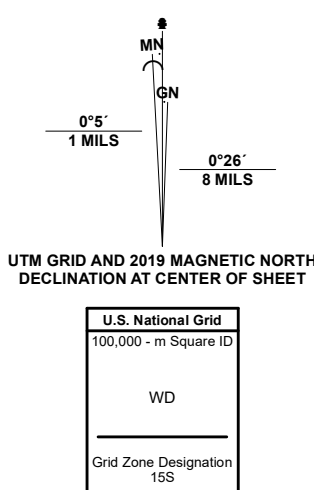 MN
GN
0°5´
1 MILS
0°26´
8 MILS
UTM GRID AND 2019 MAGNETIC NORTH
DECLINATION AT CENTER OF SHEET
U.S. National Grid
100,000 - m Square ID
WD
Grid Zone Designation
15S